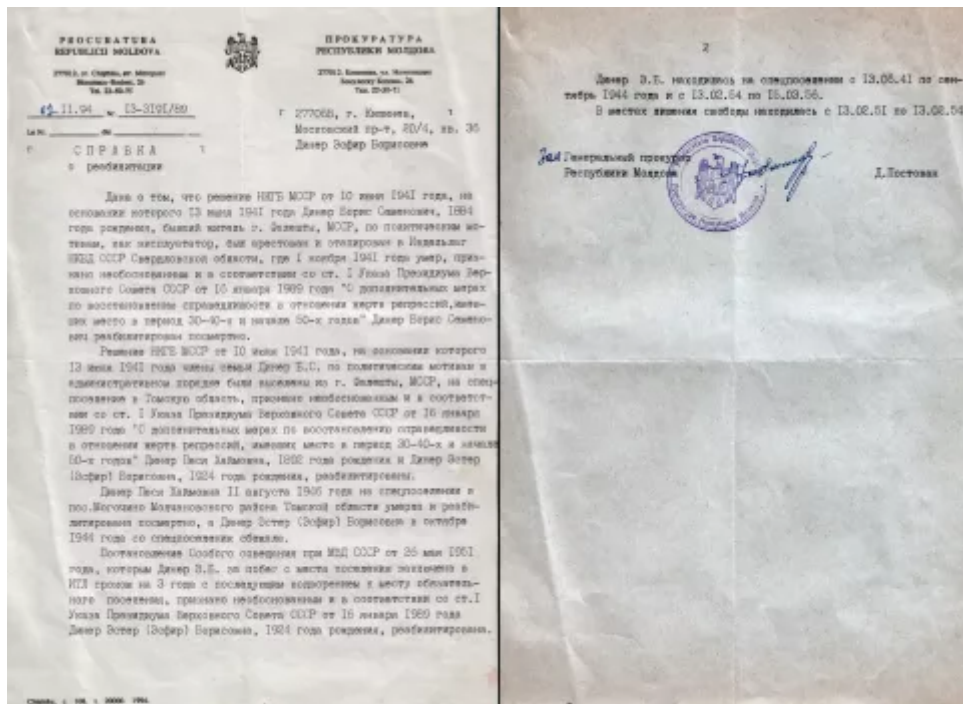 PROCURATURA
REPUBLICII MOLDOVA
ПРОКУРАТУРА
РЕСПУБЛИКИ МОЛДОВА
11.94 № 13-3191/89
г 277068, г. Кишинев,
Московский пр-т, 20/4, кв. 36
Динер Эсфир Борисовне
СПРАВКА
о реабилитации
Дана о том, что решение НКГБ МССР от 10 июня 1941 года, на
основании которого 13 июня 1941 года Динер Борис Семенович, 1884
года рождения, бывший житель г. Фалешты, МССР, по политическим мо-
тивам, как эксплуататор, был арестован и этапирован в Ивдельлаг
НКВД СССР Свердловской области, где 1 ноября 1941 года умер, приз-
нано необоснованным и в соответствии со ст. 1 Указа Президиума Вер-
ховного Совета СССР от 16 января 1989 года "О дополнительных мерах
по восстановлению справедливости в отношении жертв репрессий,имев-
ших место в период 30-40-х и начале 50-х годов" Динер Борис Семено-
вич реабилитирован посмертно.
Решение НКГБ МССР от 10 июня 1941 года, на основании которого
13 июня 1941 года члены семьи Динер Б.С. по политическим мотивам в
административном порядке были выселены из г. Фалешты, МССР, на спец-
поселение в Томскую область, признано необоснованным и в соответст-
вии со ст. 1 Указа Президиума Верховного Совета СССР от 16 января
1989 года "О дополнительных мерах по восстановлению справедливости
в отношении жертв репрессий, имевших место в период 30-40-х и начале
50-х годов" Динер Песя Хаймовна, 1892 года рождения и Динер Эстер
(Эсфир) Борисовна, 1924 года рождения, реабилитированы.
Динер Песя Хаймовна 11 августа года на спецпоселении в
пос.Могочино Молчановского района Томской области умерла и реаби-
литирована посмертно, а Динер Эстер (Эсфир) Борисовна в октябре
1944 года со спецпоселения сбежала.
Постановление Особого совещания при МГБ СССР от 26 мая 1951
года, которым Динер Э.Б. за побег с места поселения заключена в
ИТЛ сроком на 3 года с последующим водворением к месту обязатель-
ного поселения, признано необоснованным и в соответствии со ст.1
Указа Президиума Верховного Совета СССР от 16 января 1989 года
Динер Эстер (Эсфир) Борисовна, 1924 года рождения, реабилитирована.
2
Динер Э.Б. находилась на спецпоселении с 13.06.41 по сен-
тябрь 1944 года и с 13.02.54 по 15.03.56.
В местах лишения свободы находилась с 13.02.51 по 13.02.54
Зам Генеральный прокурор
Республики Молдова
Д.Постован